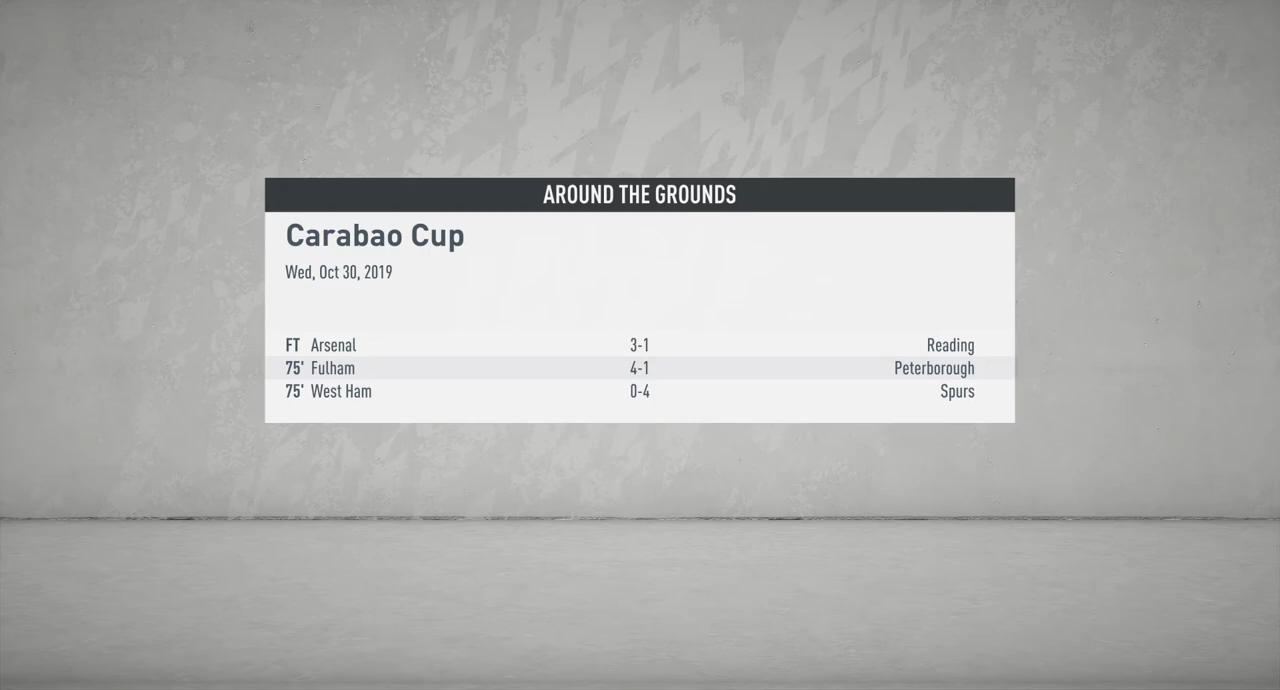 AROUND THE GROUNDS
Carabao Cup
Wed, Oct 30, 2019
FT Arsenal 3-1 Reading
75' Fulham 4-1 Peterborough
75' West Ham 0-4 Spurs